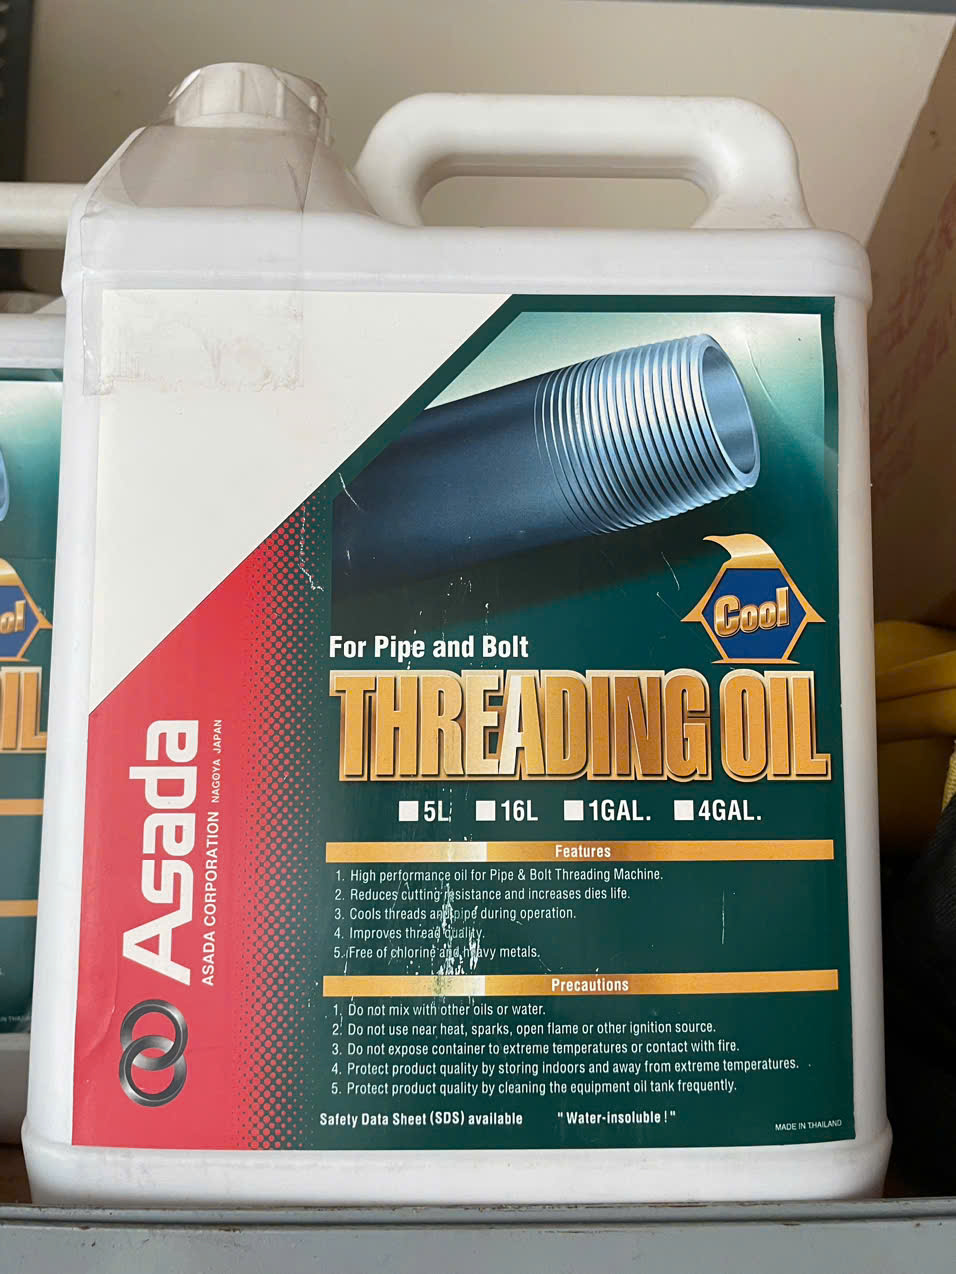 Cool
For Pipe and Bolt
THREADING OIL
5L 16L 1GAL. 4GAL.
Features
1. High performance oil for Pipe & Bolt Threading Machine.
2. Reduces cutting resistance and increases dies life.
3. Cools threads and pipe during operation.
4. Improves thread quality.
5. Free of chlorine and heavy metals.
Precautions
1. Do not mix with other oils or water.
2. Do not use near heat, sparks, open flame or other ignition source.
3. Do not expose container to extreme temperatures or contact with fire.
4. Protect product quality by storing indoors and away from extreme temperatures.
5. Protect product quality by cleaning the equipment oil tank frequently.
Safety Data Sheet (SDS) available "Water-insoluble !"
MADE IN THAILAND
Asada
ASADA CORPORATION NAGOYA JAPAN
ol
IL